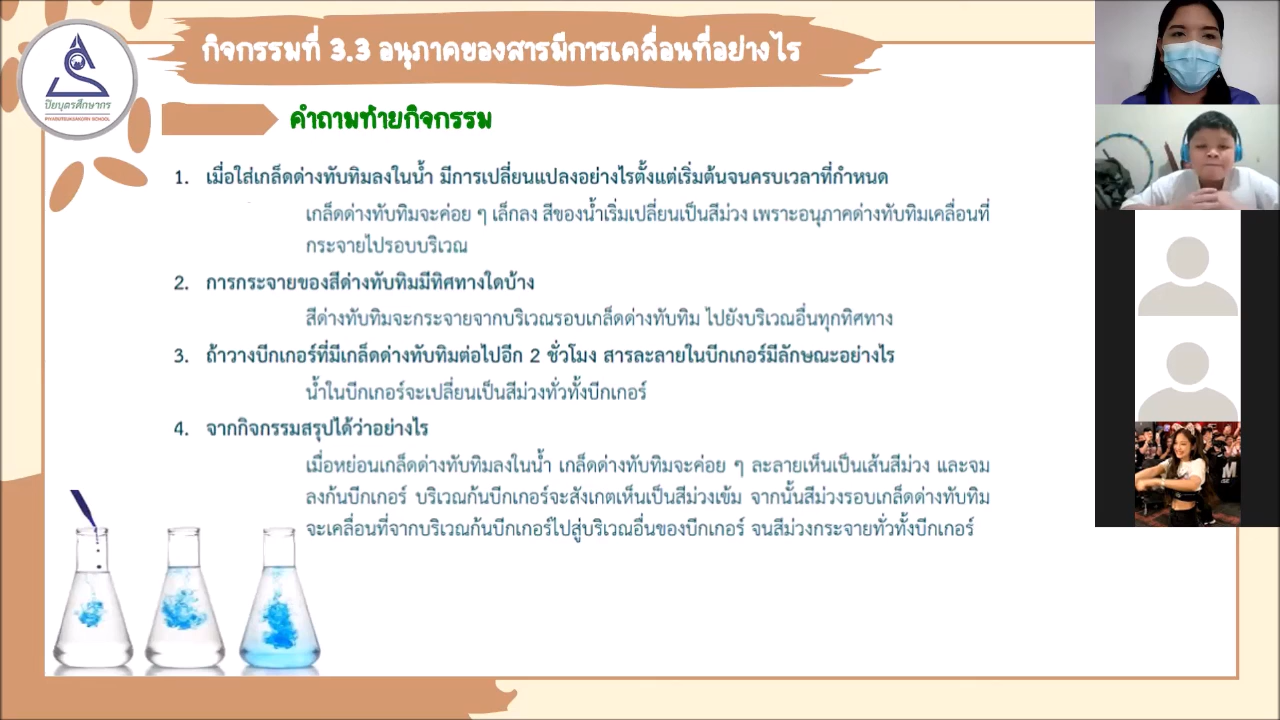 กิจกรรมที่ 3.3 อนุภาคของสารมีการเคลื่อนที่อย่างไร
ปิยบุตรศึกษากร
PIYABUTSUKSAKORN SCHOOL
คำถามท้ายกิจกรรม
1. เมื่อใส่เกล็ดด่างทับทิมลงในน้ำ มีการเปลี่ยนแปลงอย่างไรตั้งแต่เริ่มต้นจนครบเวลาที่กำหนด
เกล็ดด่างทับทิมจะค่อย ๆ เล็กลง สีของน้ำเริ่มเปลี่ยนเป็นสีม่วง เพราะอนุภาคด่างทับทิมเคลื่อนที่
กระจายไปรอบบริเวณ
2. การกระจายของสีด่างทับทิมมีทิศทางใดบ้าง
สีด่างทับทิมจะกระจายจากบริเวณรอบเกล็ดด่างทับทิม ไปยังบริเวณอื่นทุกทิศทาง
3. ถ้าวางบีกเกอร์ที่มีเกล็ดด่างทับทิมต่อไปอีก 2 ชั่วโมง สารละลายในบีกเกอร์มีลักษณะอย่างไร
น้ำในบีกเกอร์จะเปลี่ยนเป็นสีม่วงทั่วทั้งบีกเกอร์
4. จากกิจกรรมสรุปได้ว่าอย่างไร
เมื่อหย่อนเกล็ดด่างทับทิมลงในน้ำ เกล็ดด่างทับทิมจะค่อย ๆ ละลายเห็นเป็นเส้นสีม่วง และจม
ลงก้นบีกเกอร์ บริเวณก้นบีกเกอร์จะสังเกตเห็นเป็นสีม่วงเข้ม จากนั้นสีม่วงรอบเกล็ดด่างทับทิม
จะเคลื่อนที่จากบริเวณก้นบีกเกอร์ไปสู่บริเวณอื่นของบีกเกอร์ จนสีม่วงกระจายทั่วทั้งบีกเกอร์